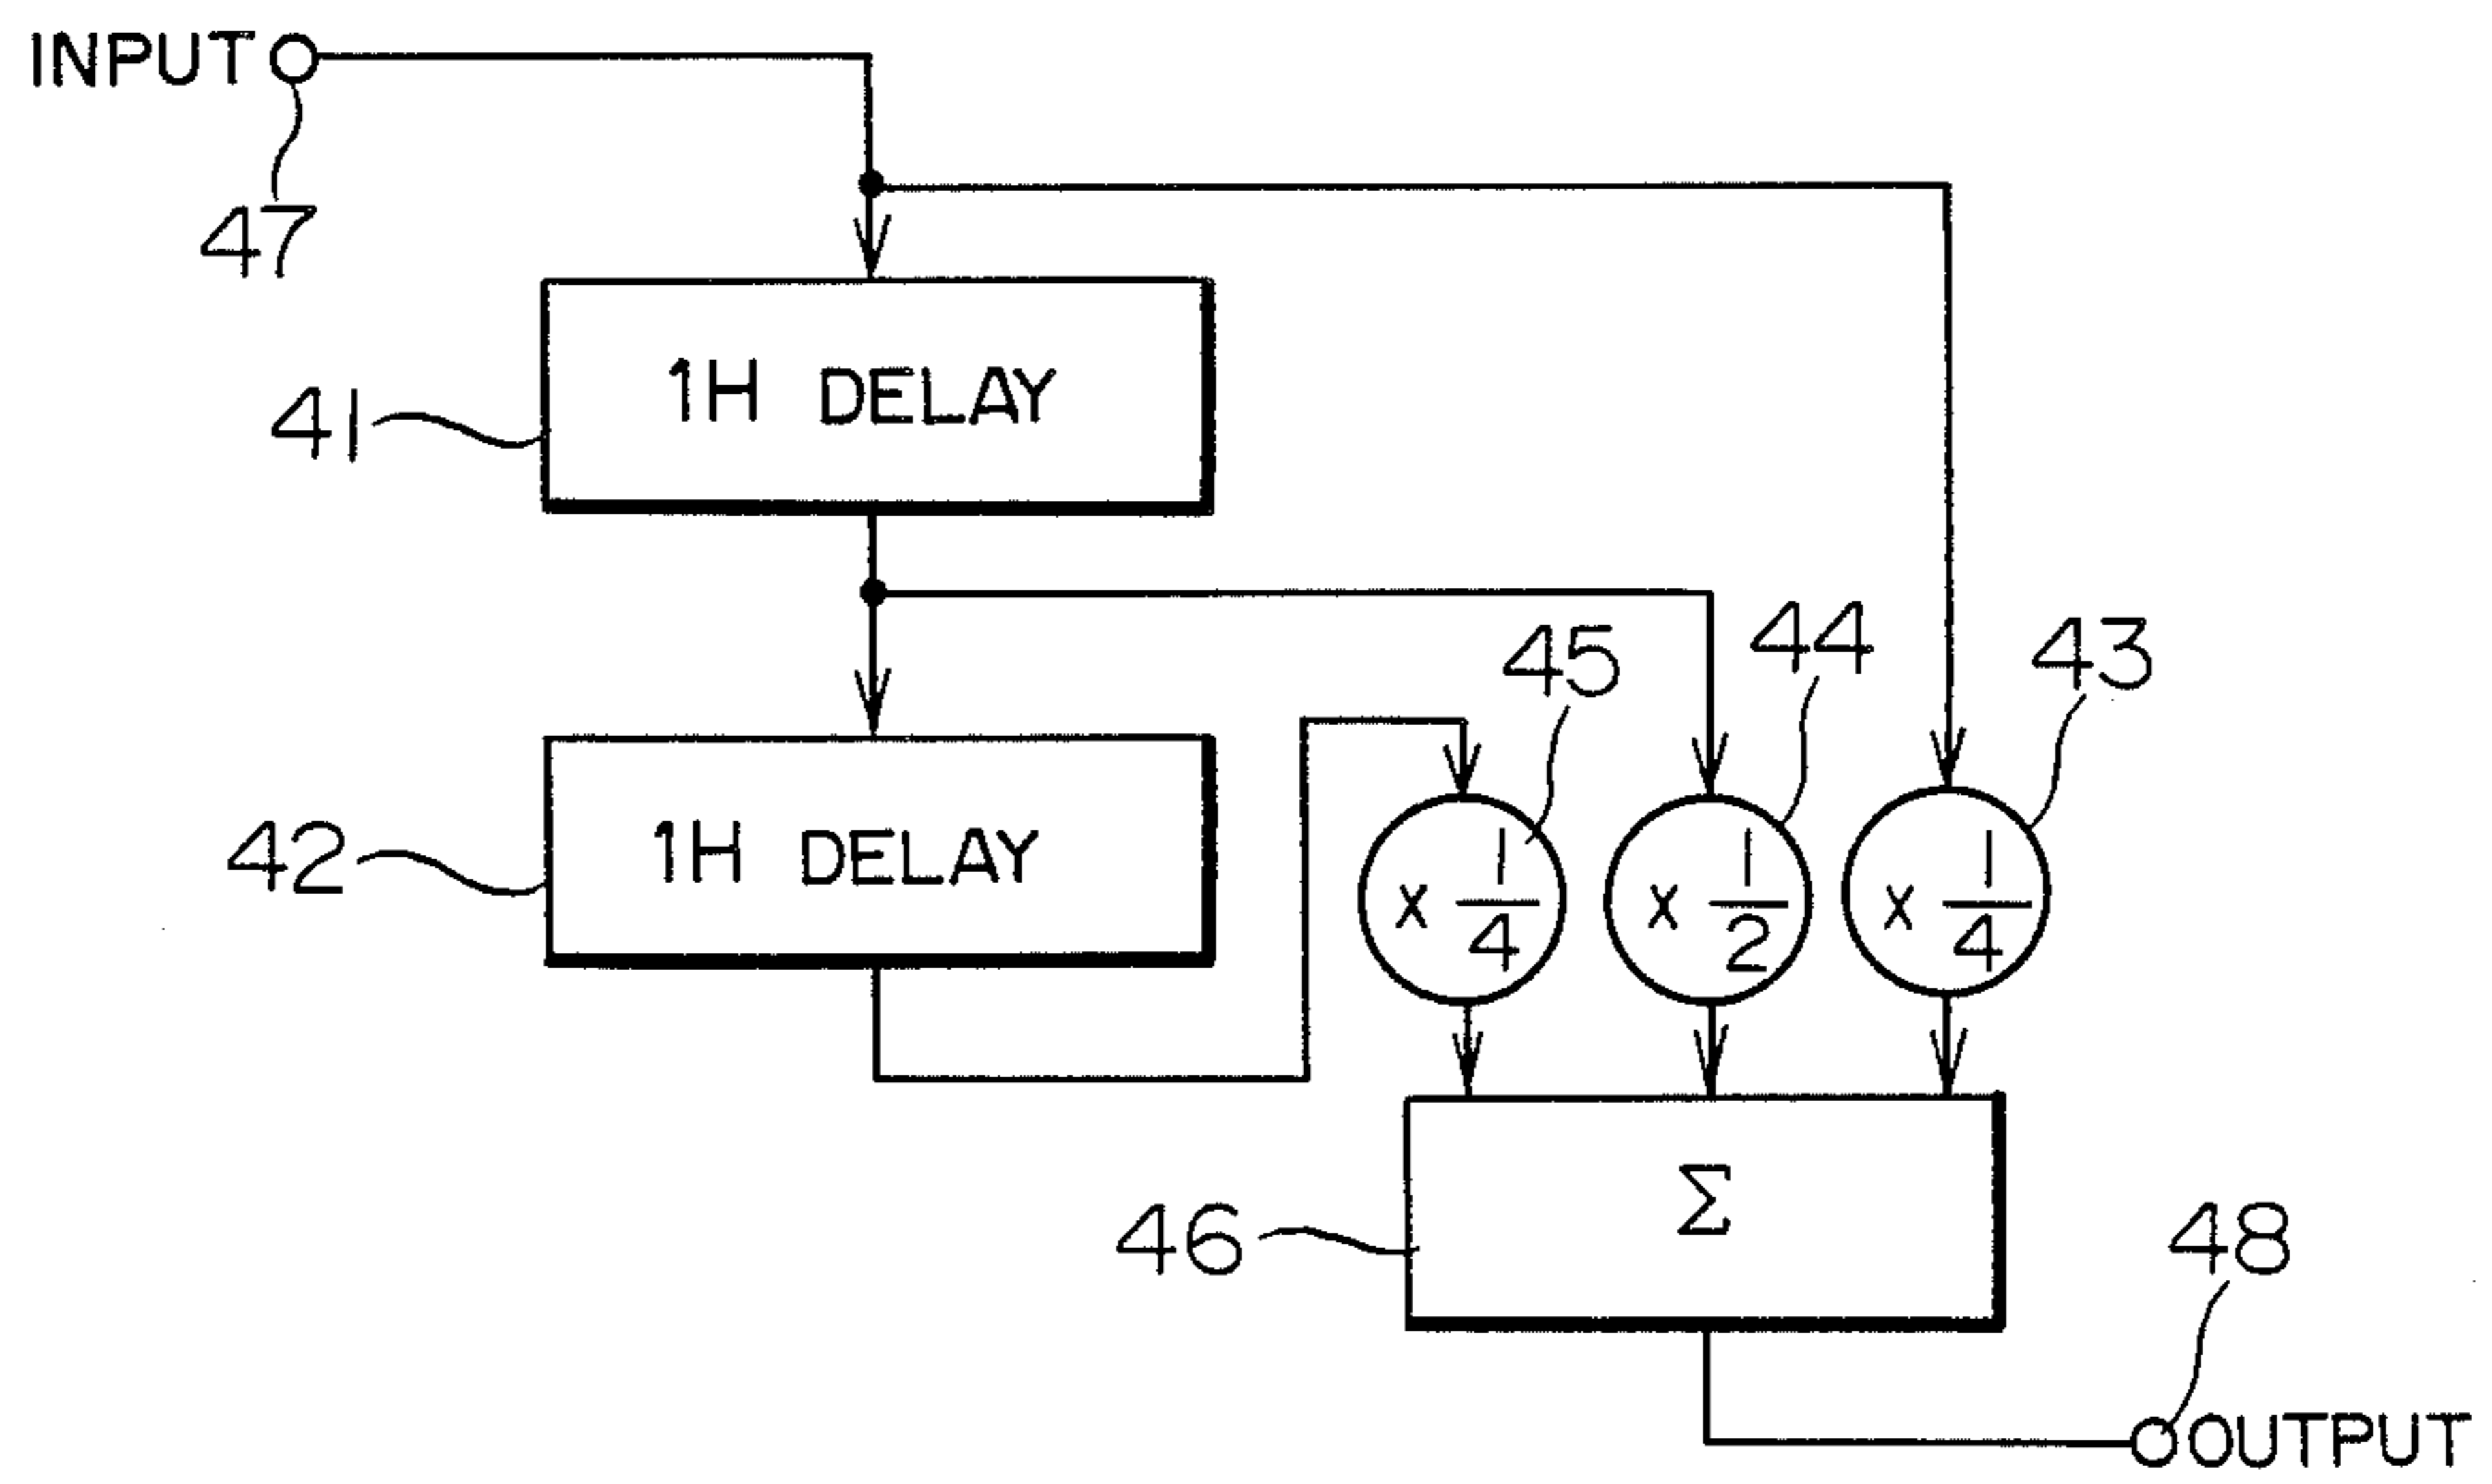 INPUT
47
1H DELAY
41
45
44
43
1H DELAY
42
x 1/4
x 1/2
x 1/4
Σ
46
48
OUTPUT